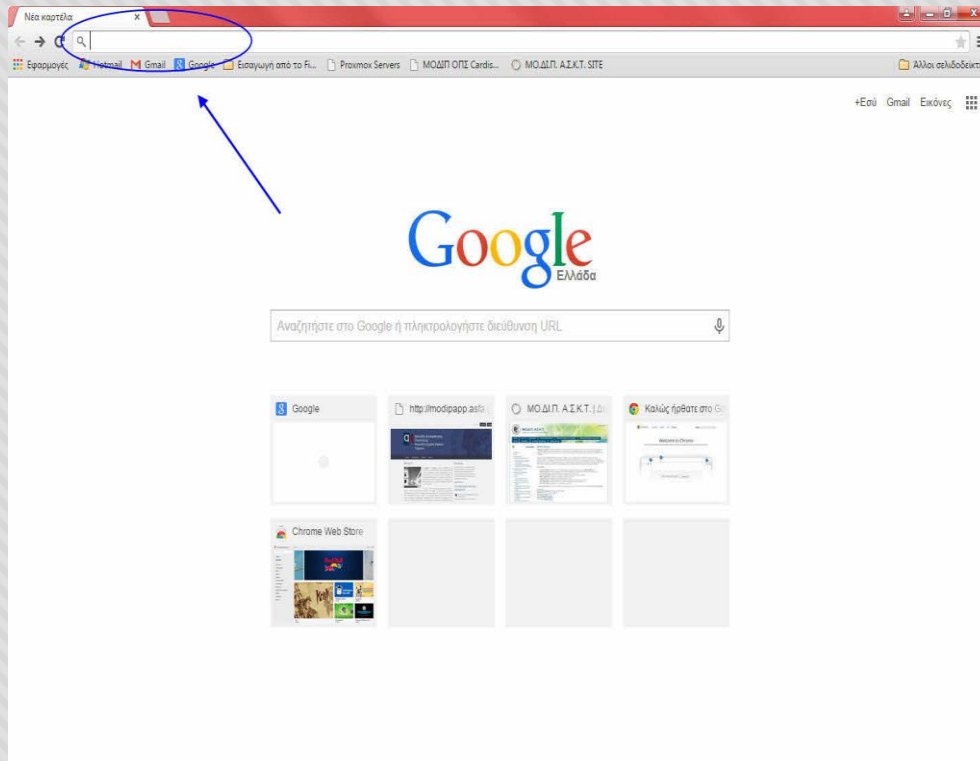 Νέα καρτέλα
Εφαρμογές Hotmail Gmail Google Εισαγωγή από το Fi... Proxmox Servers ΜΟΔΙΠ ΟΠΣ Cardis... ΜΟ.ΔΙ.Π. Α.Σ.Κ.Τ. SITE Άλλοι σελιδοδείκτ
+Εσύ Gmail Εικόνες
Google
Ελλάδα
Αναζητήστε στο Google ή πληκτρολογήστε διεύθυνση URL
Google http://modipapp.asfa ΜΟ.ΔΙ.Π. Α.Σ.Κ.Τ. | Δι Καλώς ήρθατε στο Go
Chrome Web Store